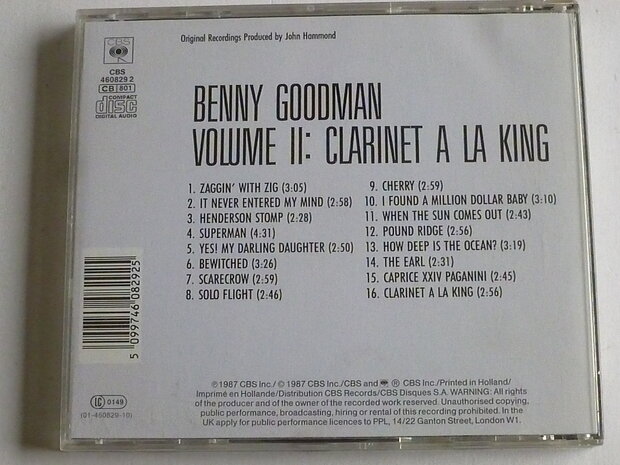 CBS
CBS
460829 2
CB 801
COMPACT
disc
DIGITAL AUDIO
Original Recordings Produced by John Hammond
BENNY GOODMAN
VOLUME II: CLARINET A LA KING
1. ZAGGIN' WITH ZIG (3:05)
2. IT NEVER ENTERED MY MIND (2:58)
3. HENDERSON STOMP (2:28)
4. SUPERMAN (4:31)
5. YES! MY DARLING DAUGHTER (2:50)
6. BEWITCHED (3:26)
7. SCARECROW (2:59)
8. SOLO FLIGHT (2:46)
9. CHERRY (2:59)
10. I FOUND A MILLION DOLLAR BABY (3:10)
11. WHEN THE SUN COMES OUT (2:43)
12. POUND RIDGE (2:56)
13. HOW DEEP IS THE OCEAN? (3:19)
14. THE EARL (2:31)
15. CAPRICE XXIV PAGANINI (2:45)
16. CLARINET A LA KING (2:56)
5 099746 082925
LC 0149
(01-460829-10)
℗ 1987 CBS Inc./ © 1987 CBS Inc./CBS and ® CBS Inc./Printed in Holland/
Imprimé en Hollande/Distribution CBS Records/CBS Disques S.A. WARNING: All rights
of the producer and of the owner of the recorded work reserved. Unauthorised copying,
public performance, broadcasting, hiring or rental of this recording prohibited. In the
UK apply for public performance licences to PPL, 14/22 Ganton Street, London W1.